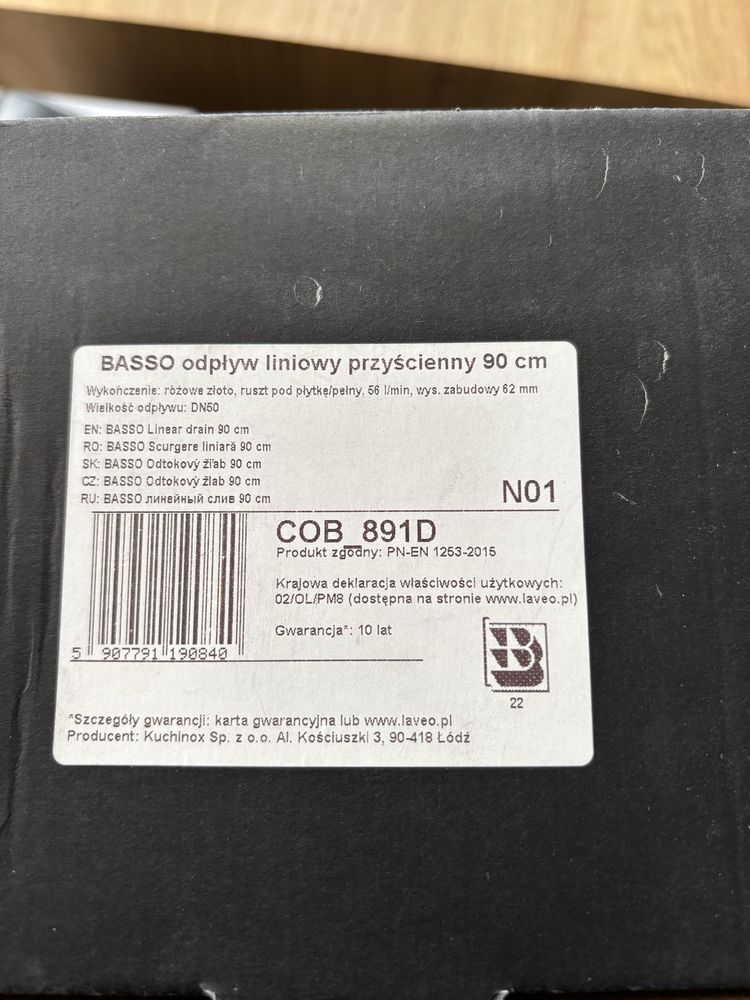 BASSO odpływ liniowy przyścienny 90 cm
Wykończenie: różowe złoto, ruszt pod płytkę/pełny, 56 l/min, wys. zabudowy 62 mm
Wielkość odpływu: DN50
EN: BASSO Linear drain 90 cm
RO: BASSO Scurgere liniară 90 cm
SK: BASSO Odtokový žľab 90 cm
CZ: BASSO Odtokový žlab 90 cm
RU: BASSO линейный слив 90 cm
N01
COB_891D
Produkt zgodny: PN-EN 1253-2015
Krajowa deklaracja właściwości użytkowych:
02/OL/PM8 (dostępna na stronie www.laveo.pl)
Gwarancja*: 10 lat
5 907791 190840
B
22
*Szczegóły gwarancji: karta gwarancyjna lub www.laveo.pl
Producent: Kuchinox Sp. z o.o. Al. Kościuszki 3, 90-418 Łódź